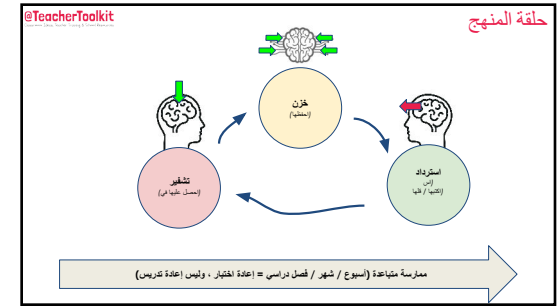 @TeacherToolkit
حلقة المنهج
خزن
(احفظها)
تشفير
(احصل عليها في)
استرداد
(اس
اكتبها / قلها
ممارسة متباعدة (أسبوع / شهر / فصل دراسي = إعادة اختبار ، وليس إعادة تدريس)